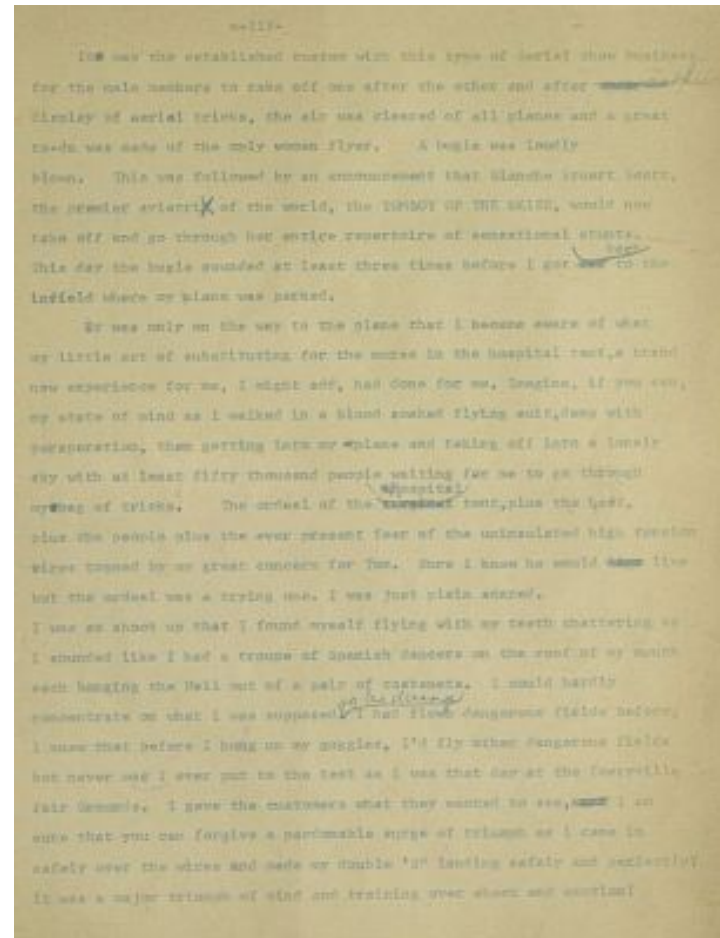 -113-
It was the established custom with this type of aerial show business
for the male members to take off one after the other and after
display of aerial tricks, the air was cleared of all planes and a great
to-do was made of the only woman flyer. A bugle was loudly
blown. This was followed by an announcement that Blanche Stuart Scott,
the premier aviatrix of the world, the TOMBOY OF THE SKIES, would now
take off and go through her entire repertoire of sensational stunts.
This day the bugle sounded at least three times before I got to the
infield where my plane was parked.
It was only on the way to the plane that I became aware of what
my little act of substituting for the nurse in the hospital tent, a brand
new experience for me, I might add, had done for me. Imagine, if you can,
my state of mind as I walked in a blood soaked flying suit, damp with
perspiration, then getting into my plane and taking off into a lonely
sky with at least fifty thousand people waiting for me to go through
my bag of tricks. The ordeal of the hospital tent, plus the heat,
plus the people plus the ever present fear of the uninsulated high tension
wires topped by my great concern for Tom. Sure I knew he would live
but the ordeal was a trying one. I was just plain scared.
I was so shook up that I found myself flying with my teeth chattering so
I sounded like I had a troupe of Spanish dancers on the roof of my mouth
each banging the Hell out of a pair of castanets. I could hardly
concentrate on what I was supposed to be doing I had flown dangerous fields before,
I knew that before I hung up my goggles, I'd fly other dangerous fields
but never was I ever put to the test as I was that day at the
Fair Grounds. I gave the customers what they wanted to see, I am
sure that you can forgive a pardonable surge of triumph as I came in
safely over the wires and made my double "S" landing safely and perfectly!
It was a major triumph of mind and training over shock and emotion!